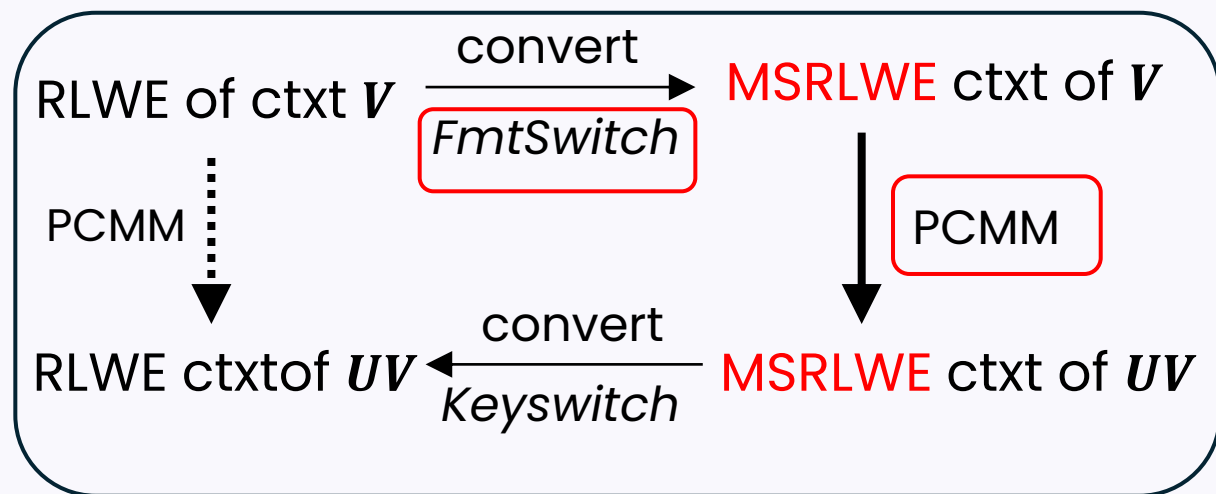 convert
RLWE of ctxt V
MSRLWE ctxt of V
FmtSwitch
PCMM
PCMM
convert
RLWE ctxtof UV
MSRLWE ctxt of UV
Keyswitch